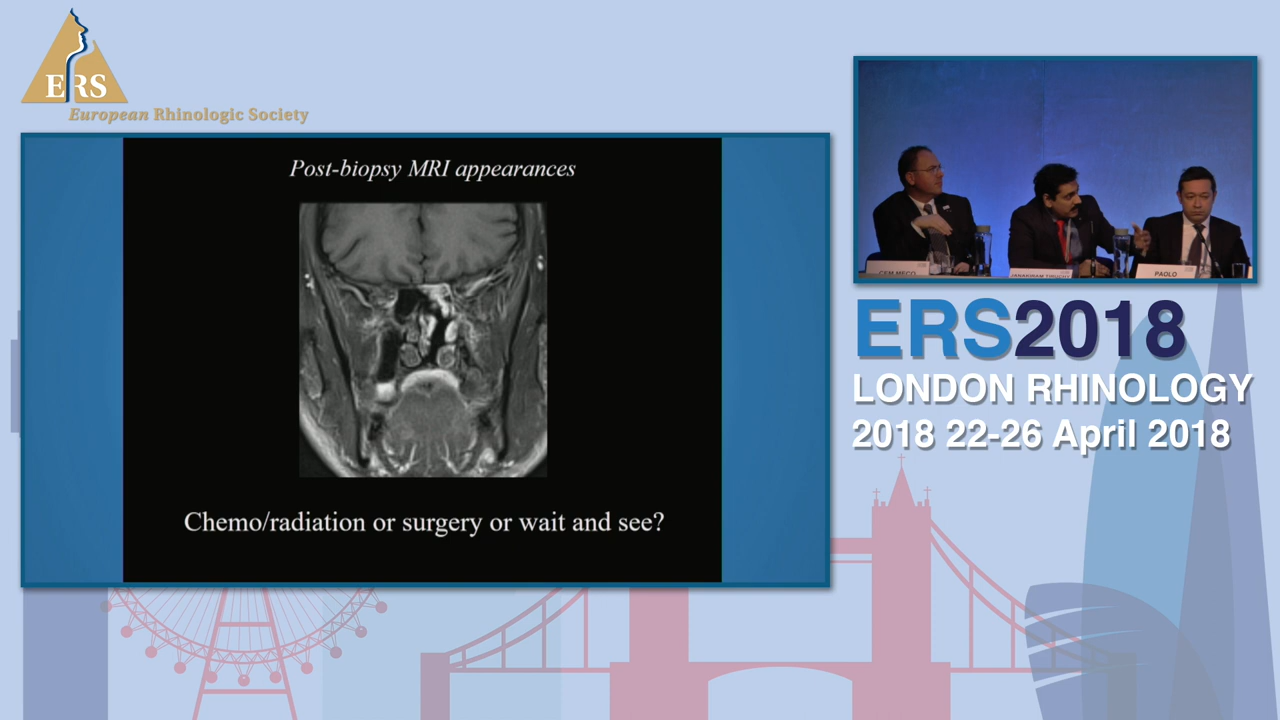 ERS
European Rhinologic Society
Post-biopsy MRI appearances
Chemo/radiation or surgery or wait and see?
CEM MECO
PAOLO
ERS2018
LONDON RHINOLOGY
2018 22-26 April 2018